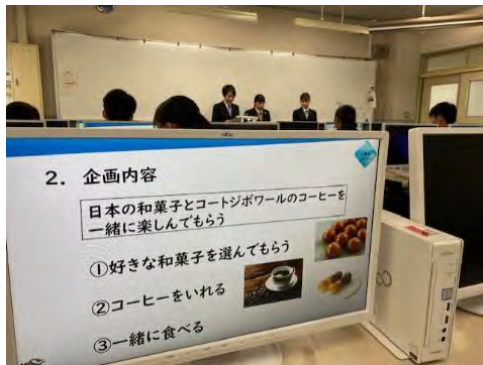 2. 企画内容
日本の和菓子とコートジボワールのコーヒーを
一緒に楽しんでもらう
①好きな和菓子を選んでもらう
②コーヒーをいれる
③一緒に食べる